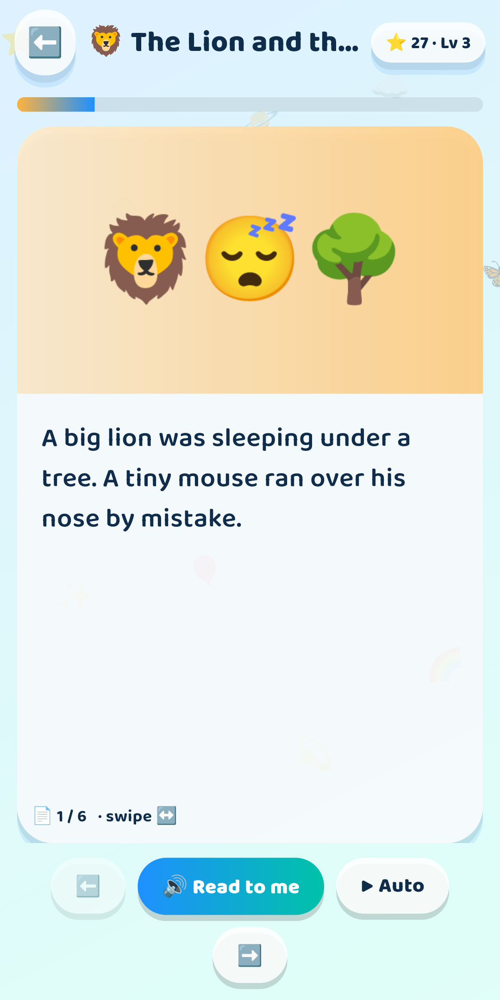 🦁 The Lion and th...
⭐ 27 · Lv 3
A big lion was sleeping under a
tree. A tiny mouse ran over his
nose by mistake.
📄 1 / 6 · swipe ↔️
🔊 Read to me
▶ Auto